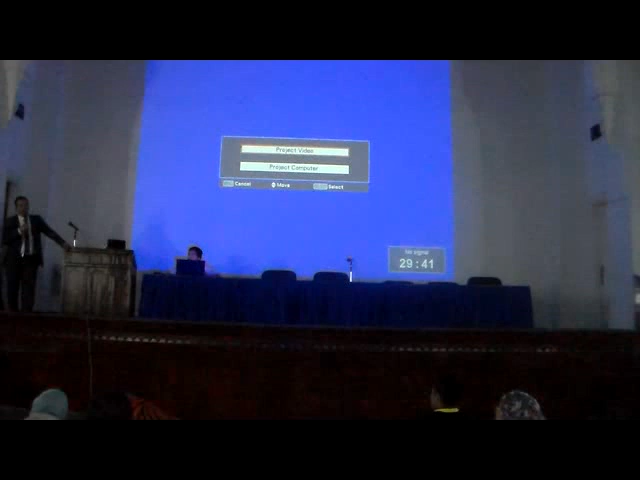 Project Video
Project Computer
Cancel Move Select
No signal
29:41